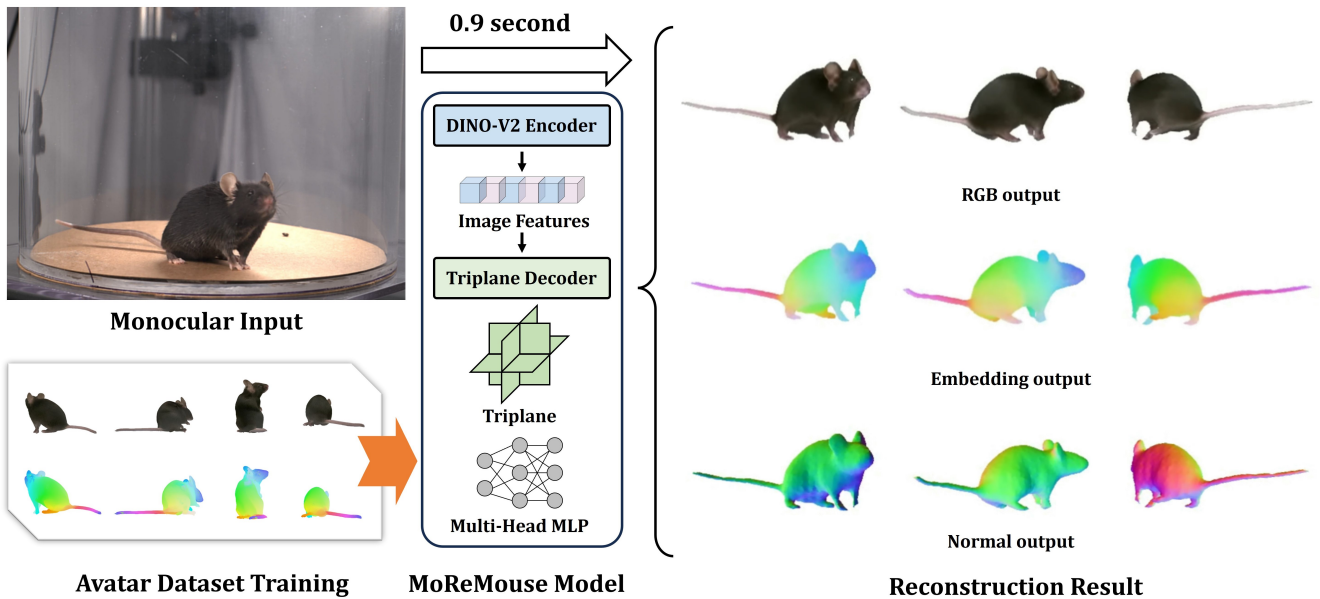 0.9 second
DINO-V2 Encoder
Image Features
Triplane Decoder
Triplane
Multi-Head MLP
MoReMouse Model
Monocular Input
Avatar Dataset Training
RGB output
Embedding output
Normal output
Reconstruction Result